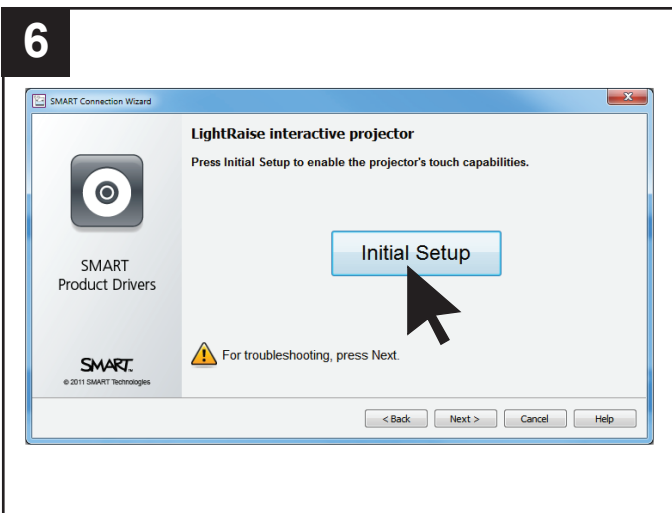 6
SMART Connection Wizard
LightRaise interactive projector
Press Initial Setup to enable the projector's touch capabilities.
Initial Setup
SMART
Product Drivers
For troubleshooting, press Next.
SMART™
© 2011 SMART Technologies
< Back Next > Cancel Help